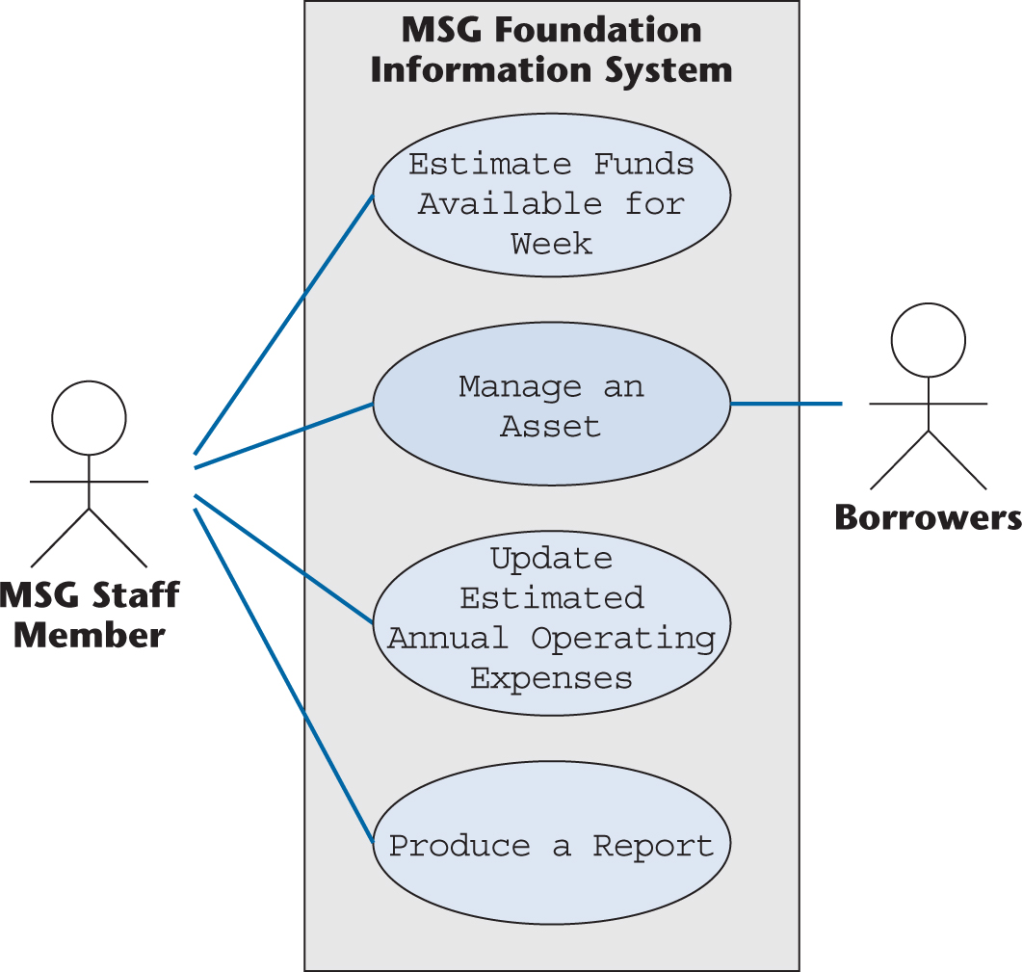 MSG Foundation
Information System
Estimate Funds
Available for
Week
Manage an
Asset
Borrowers
Update
Estimated
Annual Operating
Expenses
MSG Staff
Member
Produce a Report